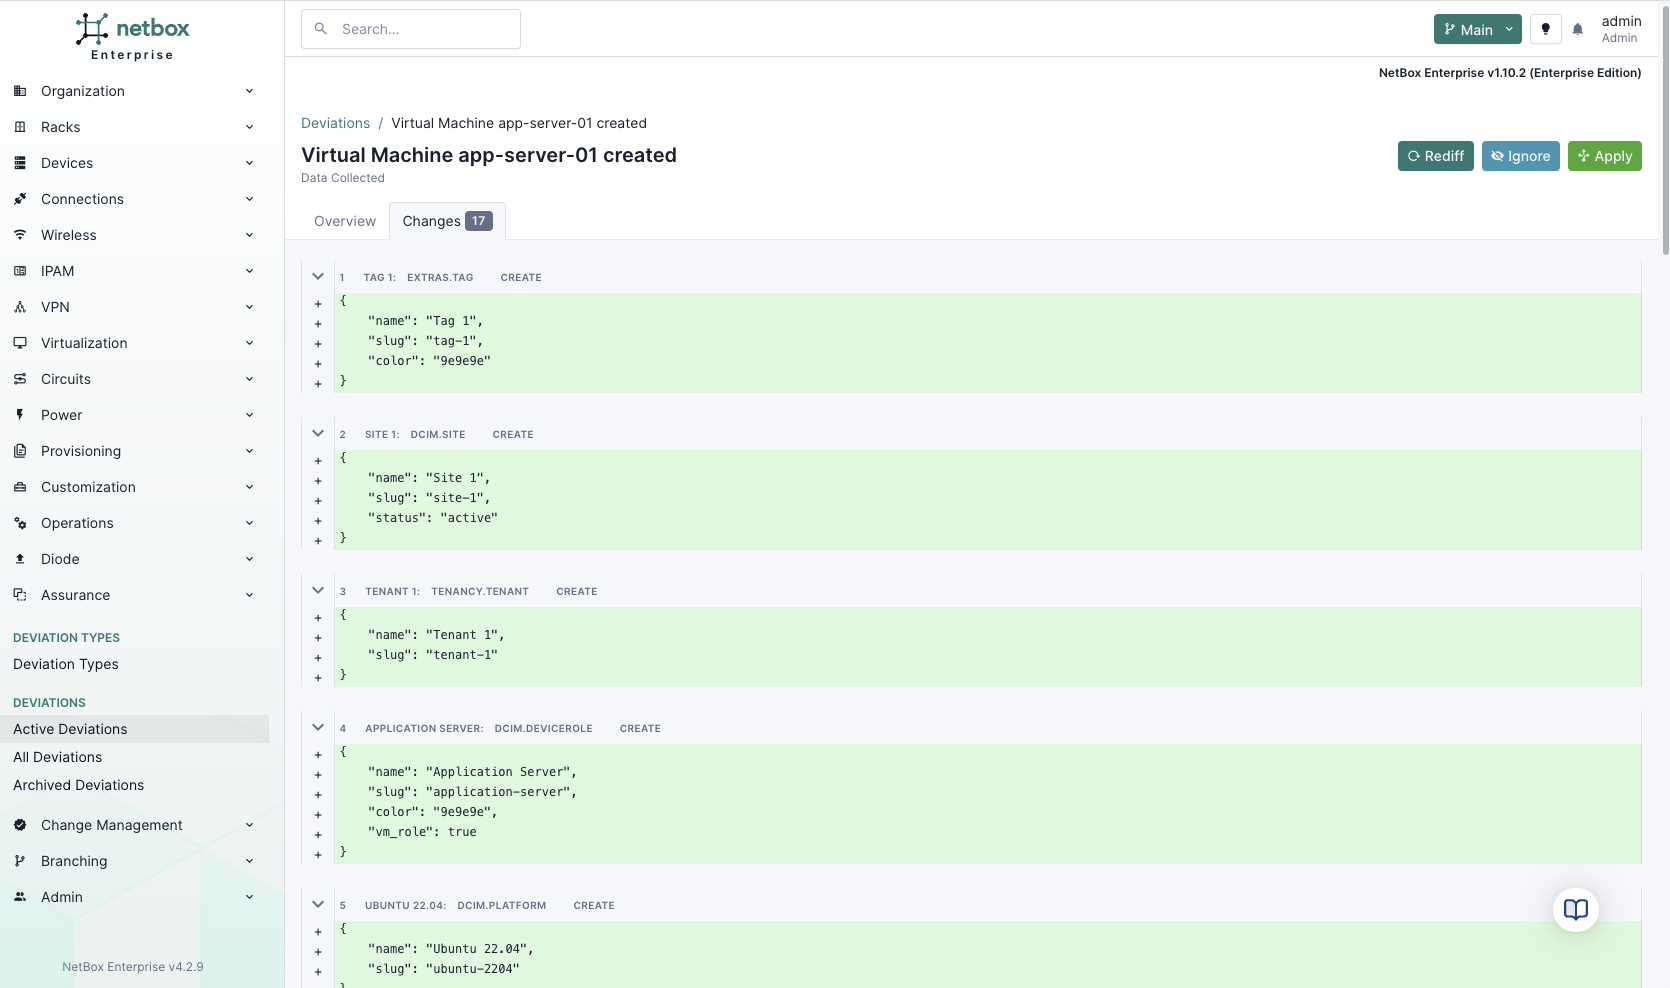 netbox
Enterprise
Search...
Main
admin
Admin
NetBox Enterprise v1.10.2 (Enterprise Edition)
Organization
Racks
Devices
Connections
Wireless
IPAM
VPN
Virtualization
Circuits
Power
Provisioning
Customization
Operations
Diode
Assurance
DEVIATION TYPES
Deviation Types
DEVIATIONS
Active Deviations
All Deviations
Archived Deviations
Change Management
Branching
Admin
NetBox Enterprise v4.2.9
Deviations / Virtual Machine app-server-01 created
Virtual Machine app-server-01 created
Data Collected
Rediff
Ignore
Apply
Overview
Changes 17
1 TAG 1: EXTRAS.TAG CREATE
+ {
+ "name": "Tag 1",
+ "slug": "tag-1",
+ "color": "9e9e9e"
+ }
2 SITE 1: DCIM.SITE CREATE
+ {
+ "name": "Site 1",
+ "slug": "site-1",
+ "status": "active"
+ }
3 TENANT 1: TENANCY.TENANT CREATE
+ {
+ "name": "Tenant 1",
+ "slug": "tenant-1"
+ }
4 APPLICATION SERVER: DCIM.DEVICEROLE CREATE
+ {
+ "name": "Application Server",
+ "slug": "application-server",
+ "color": "9e9e9e",
+ "vm_role": true
+ }
5 UBUNTU 22.04: DCIM.PLATFORM CREATE
+ {
+ "name": "Ubuntu 22.04",
+ "slug": "ubuntu-2204"
}